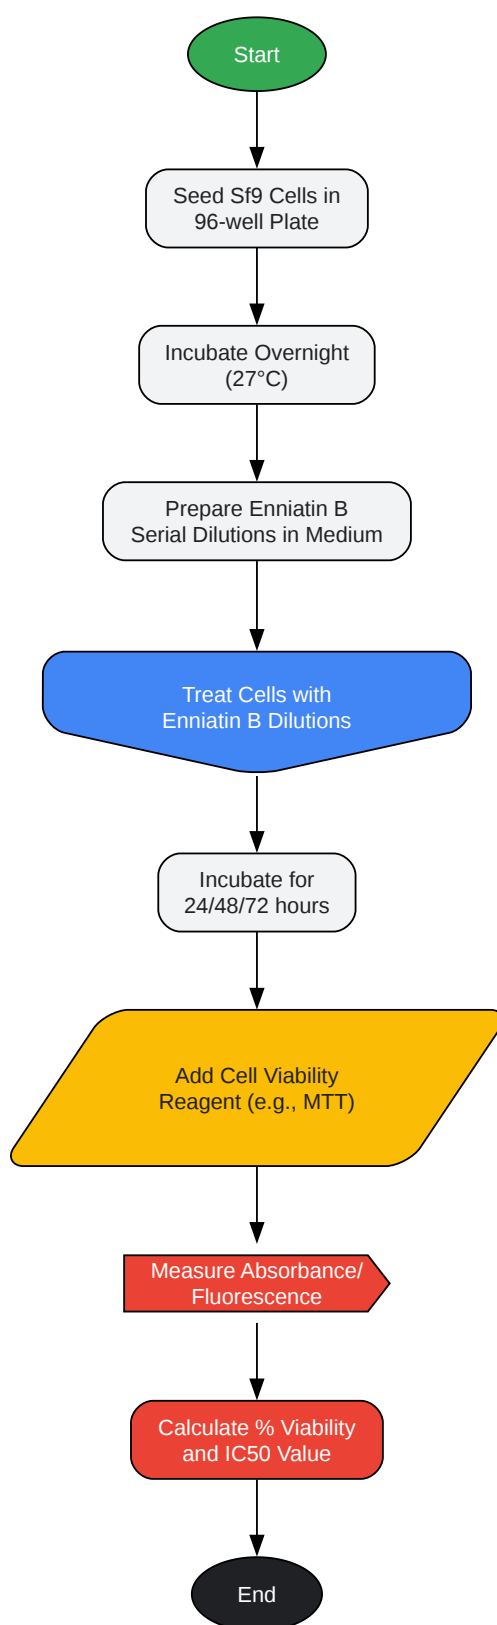 Start
Seed Sf9 Cells in
96-well Plate
Incubate Overnight
(27°C)
Prepare Enniatin B
Serial Dilutions in Medium
Treat Cells with
Enniatin B Dilutions
Incubate for
24/48/72 hours
Add Cell Viability
Reagent (e.g., MTT)
Measure Absorbance/
Fluorescence
Calculate % Viability
and IC50 Value
End